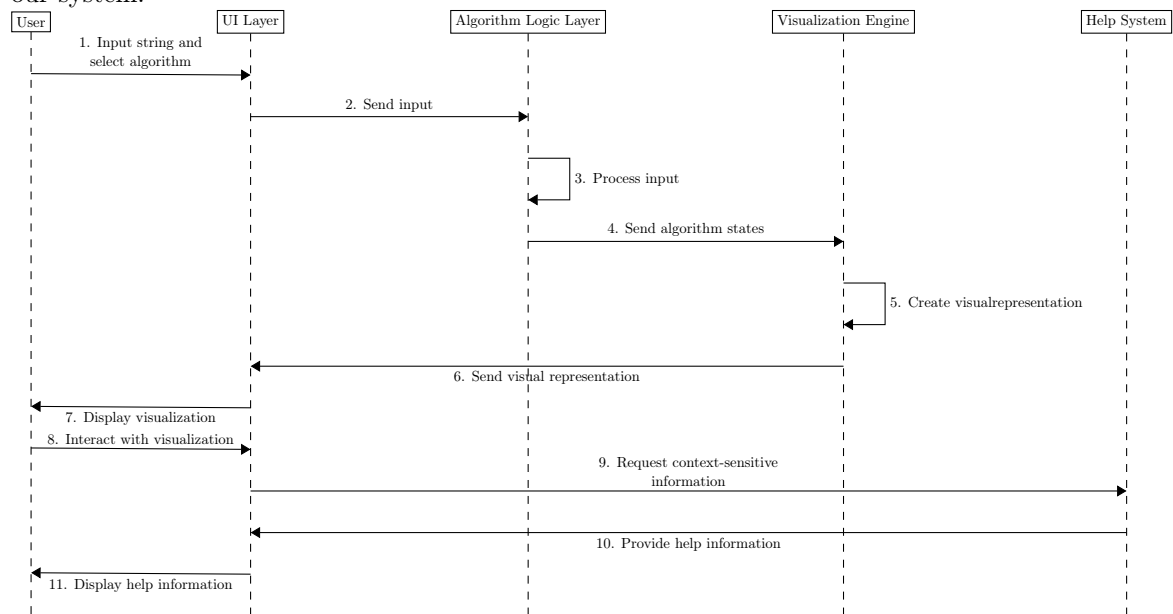 our system.
User
UI Layer
Algorithm Logic Layer
Visualization Engine
Help System
1. Input string and
select algorithm
2. Send input
3. Process input
4. Send algorithm states
5. Create visualrepresentation
6. Send visual representation
7. Display visualization
8. Interact with visualization
9. Request context-sensitive
information
10. Provide help information
11. Display help information